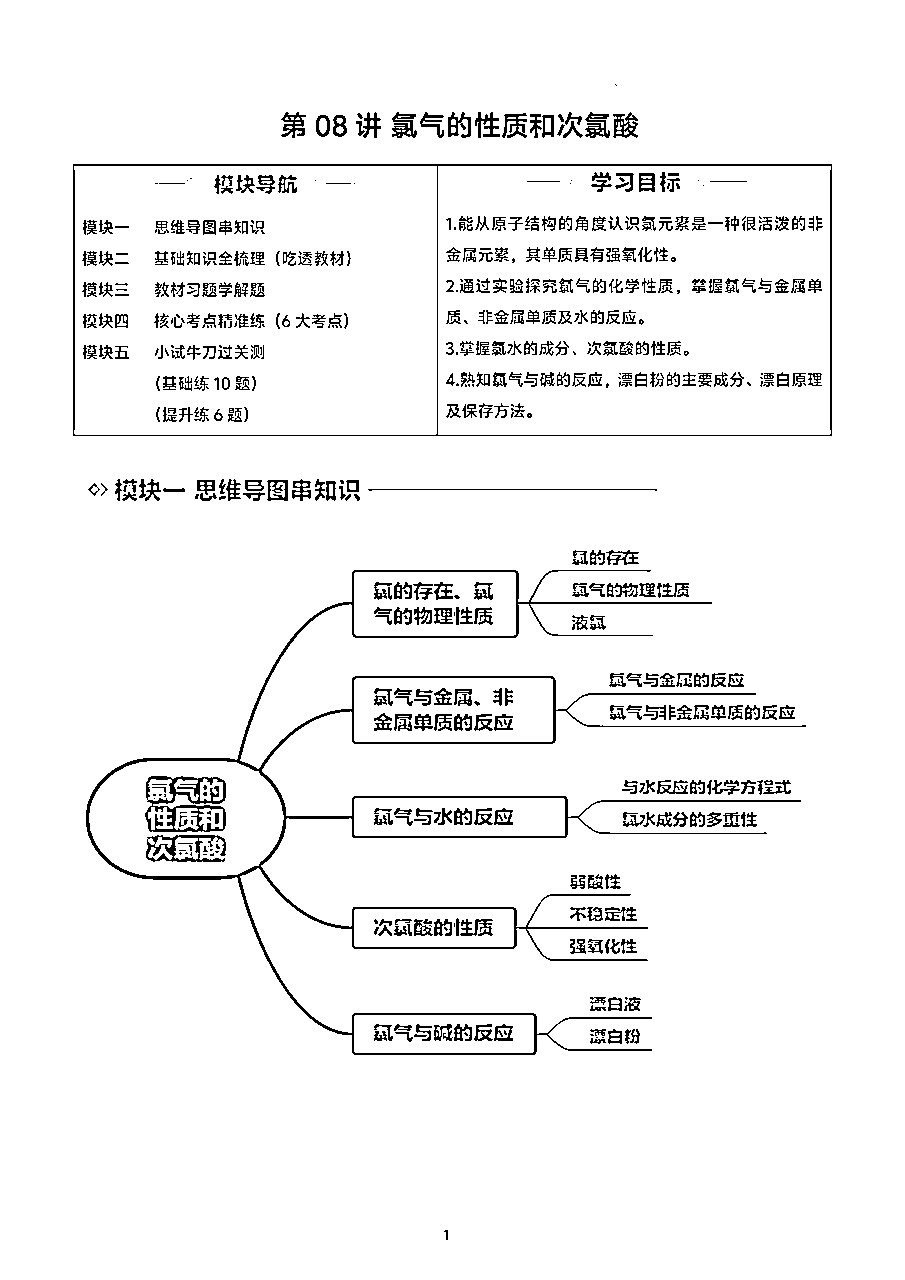 第 08 讲 氯气的性质和次氯酸
模块导航
模块一 思维导图串知识
模块二 基础知识全梳理（吃透教材）
模块三 教材习题学解题
模块四 核心考点精准练（6 大考点）
模块五 小试牛刀过关测
（基础练 10 题）
（提升练 6 题）
学习目标
1.能从原子结构的角度认识氯元素是一种很活泼的非
金属元素，其单质具有强氧化性。
2.通过实验探究氯气的化学性质，掌握氯气与金属单
质、非金属单质及水的反应。
3.掌握氯水的成分、次氯酸的性质。
4.熟知氯气与碱的反应，漂白粉的主要成分、漂白原理
及保存方法。
模块一 思维导图串知识
氯气的
性质和
次氯酸
氯的存在、氯
气的物理性质
氯的存在
氯气的物理性质
液氯
氯气与金属、非
金属单质的反应
氯气与金属的反应
氯气与非金属单质的反应
氯气与水的反应
与水反应的化学方程式
氯水成分的多重性
次氯酸的性质
弱酸性
不稳定性
强氧化性
氯气与碱的反应
漂白液
漂白粉
1